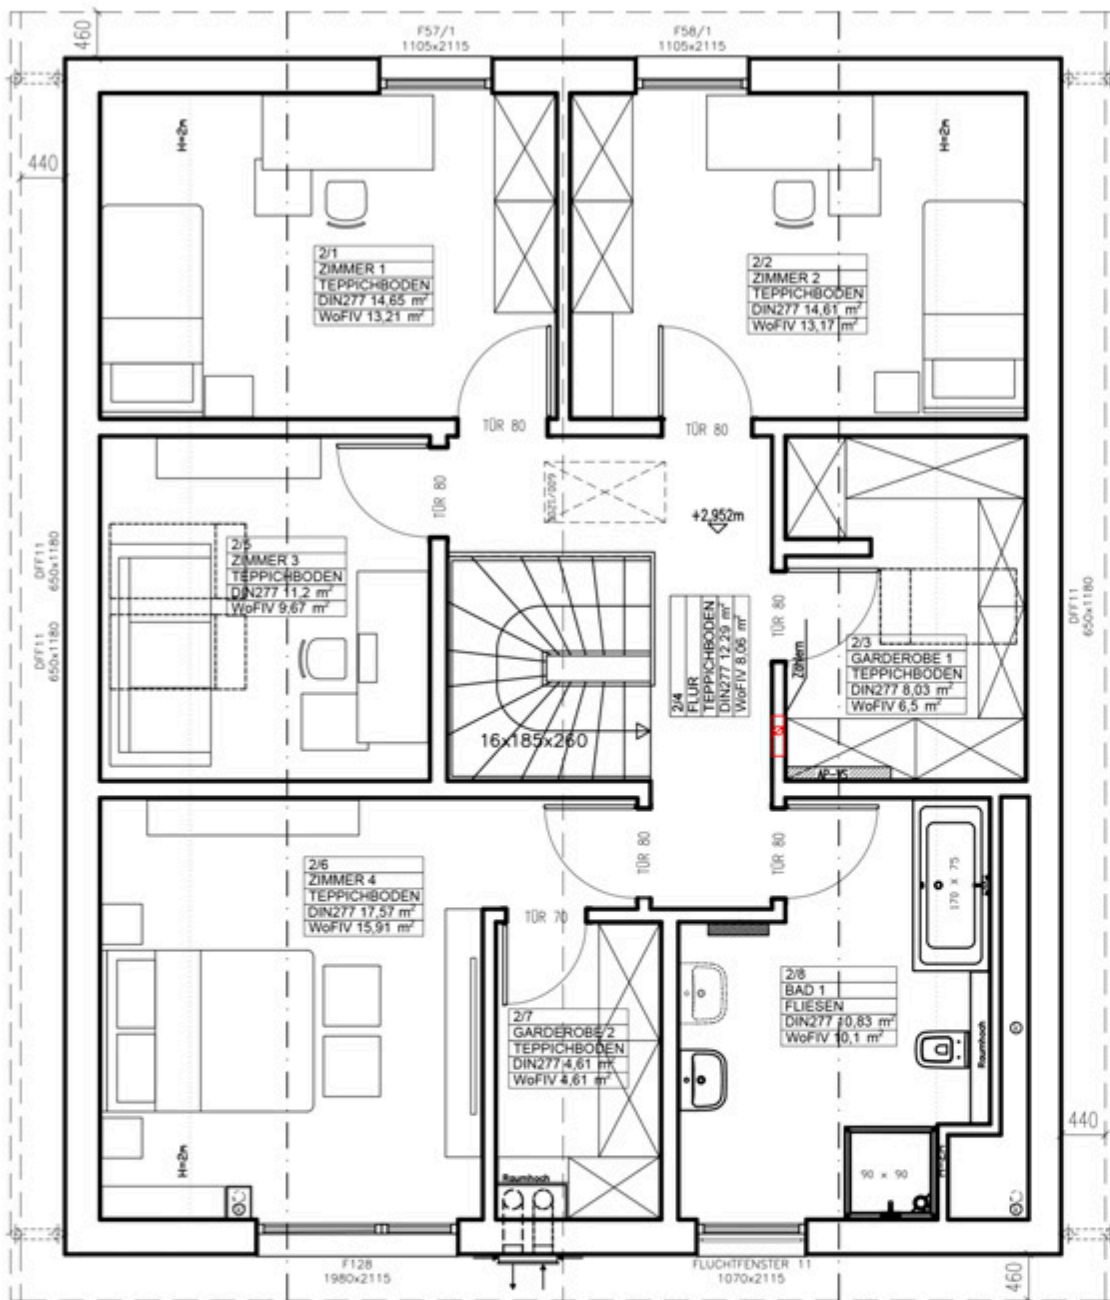 F57/1
1105x2115
F58/1
1105x2115
460
440
H=2m
H=2m
2/1
ZIMMER 1
TEPPICHBODEN
DIN277 14,65 m²
WoFIV 13,21 m²
2/2
ZIMMER 2
TEPPICHBODEN
DIN277 14,61 m²
WoFIV 13,17 m²
TÜR 80
TÜR 80
TÜR 80
600/1200
+2,952m
DFF11
650x1180
DFF11
650x1180
2/5
ZIMMER 3
TEPPICHBODEN
DIN277 11,2 m²
WoFIV 9,67 m²
16x185x260
2/4
FLUR
TEPPICHBODEN
DIN277 12,29 m²
WoFIV 8,06 m²
TÜR 80
Zählern
2/3
GARDEROBE 1
TEPPICHBODEN
DIN277 8,03 m²
WoFIV 6,5 m²
AP-VS
DFF11
650x1180
TÜR 80
TÜR 80
2/6
ZIMMER 4
TEPPICHBODEN
DIN277 17,57 m²
WoFIV 15,91 m²
TÜR 70
170 X 75
2/7
GARDEROBE 2
TEPPICHBODEN
DIN277 4,61 m²
WoFIV 4,61 m²
2/8
BAD 1
FLIESEN
DIN277 10,83 m²
WoFIV 10,1 m²
Raumhoch
440
H=2m
Raumhoch
90 x 90
F128
1980x2115
FLUCHTFENSTER 11
1070x2115
460